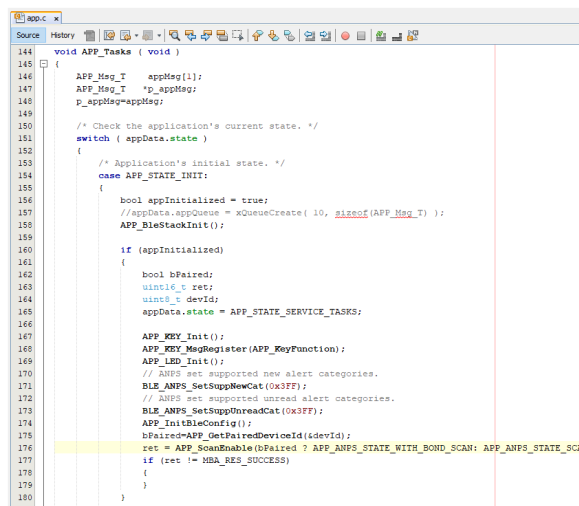 app.c x
Source History
144 void APP_Tasks ( void )
145 {
146 APP_Msg_T appMsg[1];
147 APP_Msg_T *p_appMsg;
148 p_appMsg=appMsg;
149
150 /* Check the application's current state. */
151 switch ( appData.state )
152 {
153 /* Application's initial state. */
154 case APP_STATE_INIT:
155 {
156 bool appInitialized = true;
157 //appData.appQueue = xQueueCreate( 10, sizeof(APP_Msg_T) );
158 APP_BleStackInit();
159
160 if (appInitialized)
161 {
162 bool bPaired;
163 uint16_t ret;
164 uint8_t devId;
165 appData.state = APP_STATE_SERVICE_TASKS;
166
167 APP_KEY_Init();
168 APP_KEY_MsgRegister(APP_KeyFunction);
169 APP_LED_Init();
170 // ANPS set supported new alert categories.
171 BLE_ANPS_SetSuppNewCat(0x3FF);
172 // ANPS set supported unread alert categories.
173 BLE_ANPS_SetSuppUnreadCat(0x3FF);
174 APP_InitBleConfig();
175 bPaired=APP_GetPairedDeviceId(&devId);
176 ret = APP_ScanEnable(bPaired ? APP_ANPS_STATE_WITH_BOND_SCAN: APP_ANPS_STATE_SCA
177 if (ret != MBA_RES_SUCCESS)
178 {
179 }
180 }